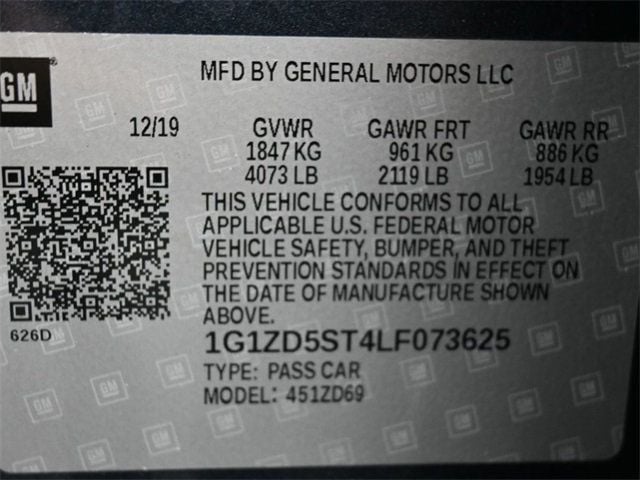 GM
MFD BY GENERAL MOTORS LLC
12/19 GVWR GAWR FRT GAWR RR
1847 KG 961 KG 886 KG
4073 LB 2119 LB 1954 LB
THIS VEHICLE CONFORMS TO ALL
APPLICABLE U.S. FEDERAL MOTOR
VEHICLE SAFETY, BUMPER, AND THEFT
PREVENTION STANDARDS IN EFFECT ON
THE DATE OF MANUFACTURE SHOWN
ABOVE.
626D
1G1ZD5ST4LF073625
TYPE: PASS CAR
MODEL: 451ZD69